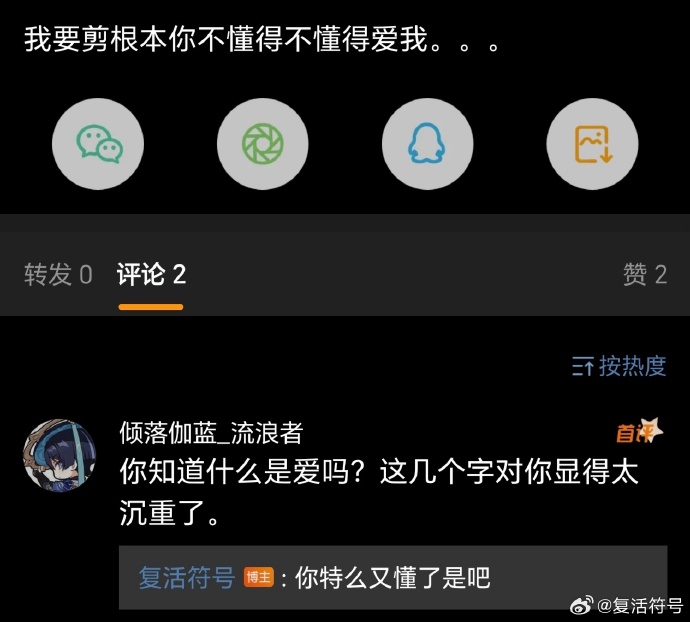 我要剪根本你不懂得不懂得爱我。。。
转发 0 评论 2 赞 2
按热度
倾落伽蓝_流浪者 首评
你知道什么是爱吗？这几个字对你显得太
沉重了。
复活符号 博主 : 你特么又懂了是吧
@复活符号